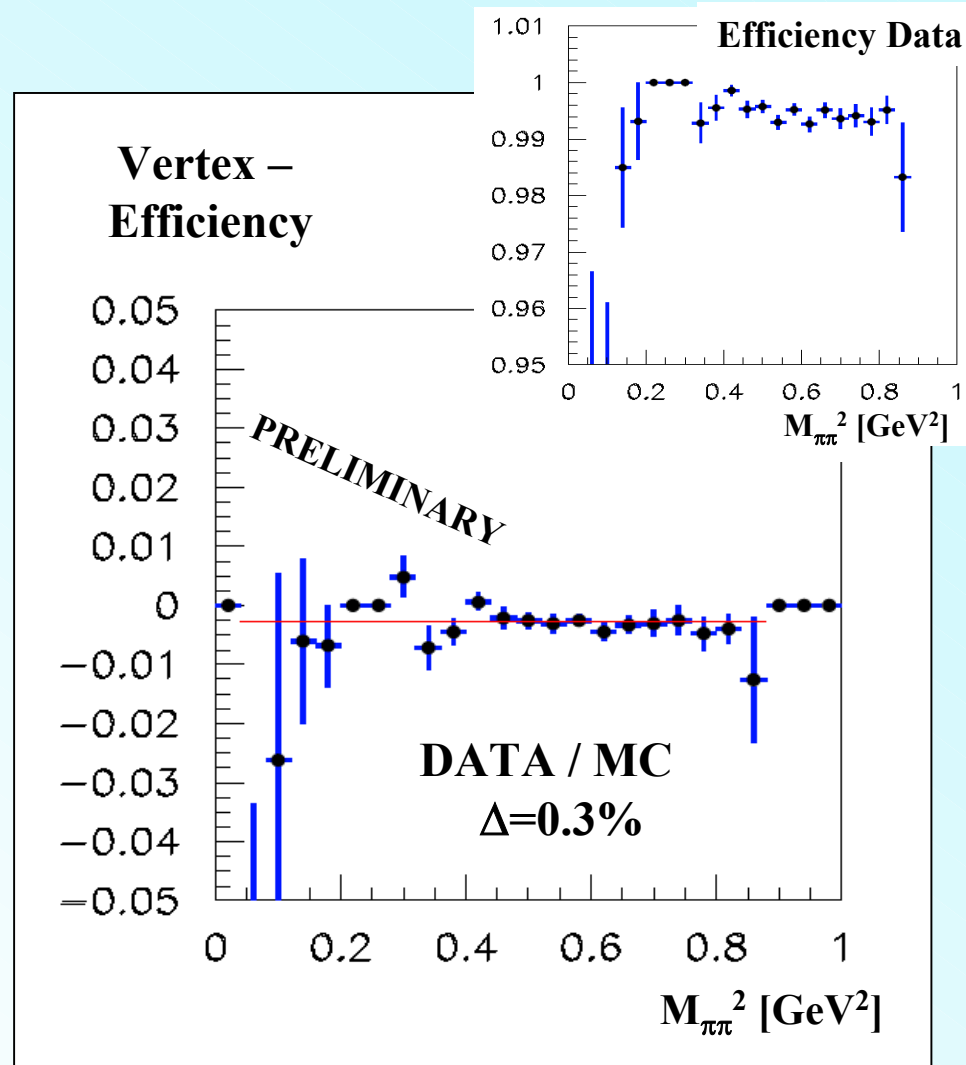 1.01
Efficiency Data
1
0.99
0.98
0.97
0.96
0.95
0 0.2 0.4 0.6 0.8 1
Mππ² [GeV²]
Vertex –
Efficiency
0.05
0.04
0.03
0.02
0.01
0
−0.01
−0.02
−0.03
−0.04
−0.05
PRELIMINARY
DATA / MC
Δ=0.3%
0 0.2 0.4 0.6 0.8 1
Mππ² [GeV²]